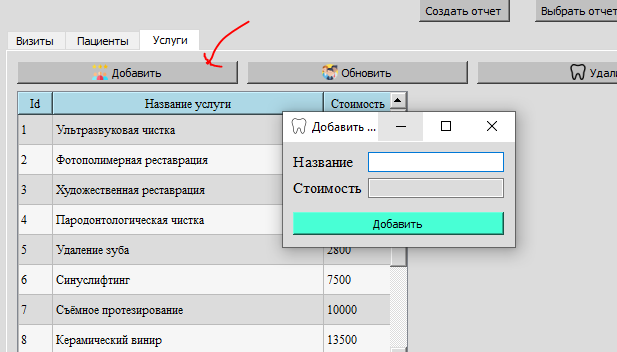 Создать отчет Выбрать отчет
Визиты Пациенты Услуги
Добавить Обновить Удали
Id Название услуги Стоимость
Добавить ...
1 Ультразвуковая чистка
Название
2 Фотополимерная реставрация
3 Художественная реставрация
Стоимость
4 Пародонтологическая чистка
Добавить
5 Удаление зуба 2800
6 Синуслифтинг 7500
7 Съёмное протезирование 10000
8 Керамический винир 13500